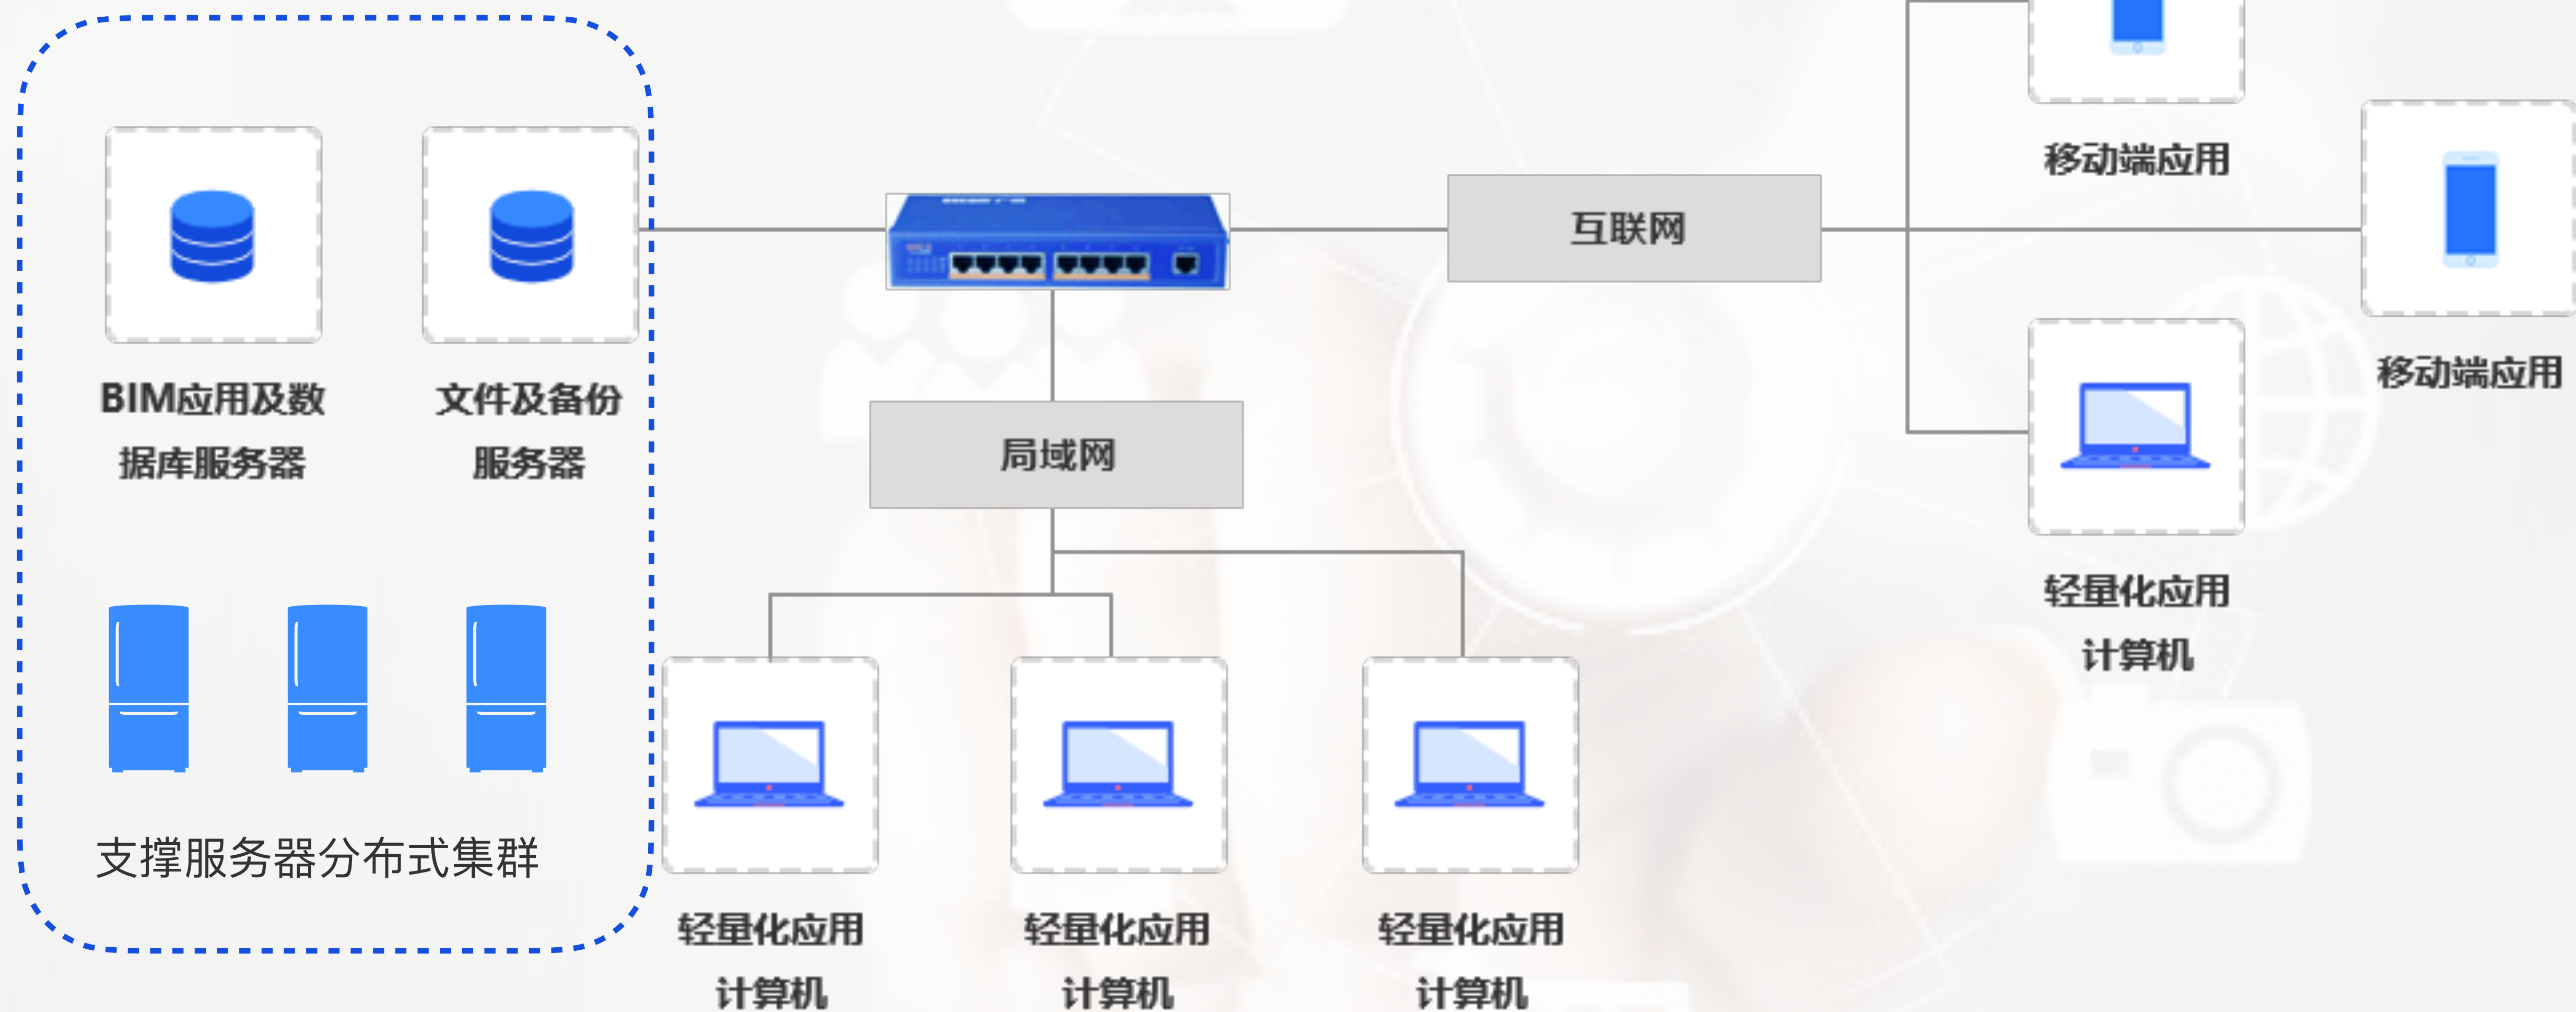 BIM应用及数
据库服务器
文件及备份
服务器
支撑服务器分布式集群
互联网
局域网
轻量化应用
计算机
轻量化应用
计算机
轻量化应用
计算机
移动端应用
移动端应用
轻量化应用
计算机